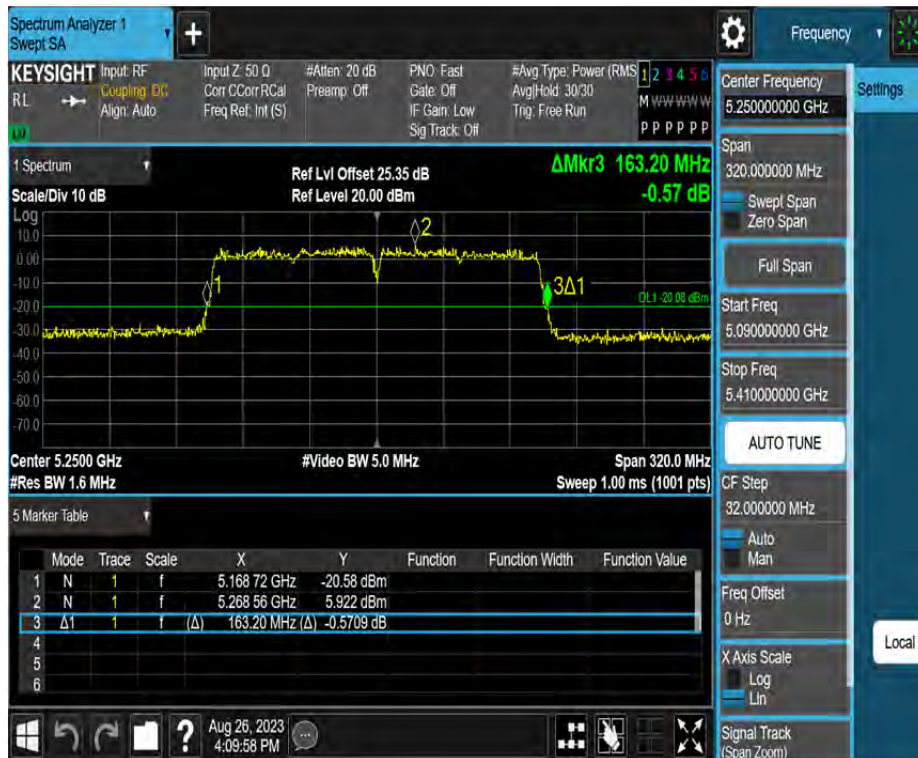 Spectrum Analyzer 1
Swept SA
+
Frequency
KEYSIGHT
RL
Input: RF
Coupling: DC
Align: Auto
Input Z: 50 Ω
Corr CCorr RCal
Freq Ref: Int (S)
#Atten: 20 dB
Preamp: Off
PNO: Fast
Gate: Off
IF Gain: Low
Sig Track: Off
#Avg Type: Power (RMS
Avg|Hold: 30/30
Trig: Free Run
1 2 3 4 5 6
M W W W W W
P P P P P P
1 Spectrum
Scale/Div 10 dB
Ref Lvl Offset 25.35 dB
Ref Level 20.00 dBm
ΔMkr3 163.20 MHz
-0.57 dB
Log
10.0
0.00
-10.0
-20.0
-30.0
-40.0
-50.0
-60.0
-70.0
1
2
3Δ1
DL1 -20.08 dBm
Center 5.2500 GHz
#Res BW 1.6 MHz
#Video BW 5.0 MHz
Span 320.0 MHz
Sweep 1.00 ms (1001 pts)
5 Marker Table
Mode Trace Scale X Y Function Function Width Function Value
1 N 1 f 5.168 72 GHz -20.58 dBm
2 N 1 f 5.268 56 GHz 5.922 dBm
3 Δ1 1 f (Δ) 163.20 MHz (Δ) -0.5709 dB
4
5
6
?
Aug 26, 2023
4:09:58 PM
Center Frequency
5.250000000 GHz
Settings
Span
320.000000 MHz
Swept Span
Zero Span
Full Span
Start Freq
5.090000000 GHz
Stop Freq
5.410000000 GHz
AUTO TUNE
CF Step
32.000000 MHz
Auto
Man
Freq Offset
0 Hz
Local
X Axis Scale
Log
Lin
Signal Track
(Span Zoom)